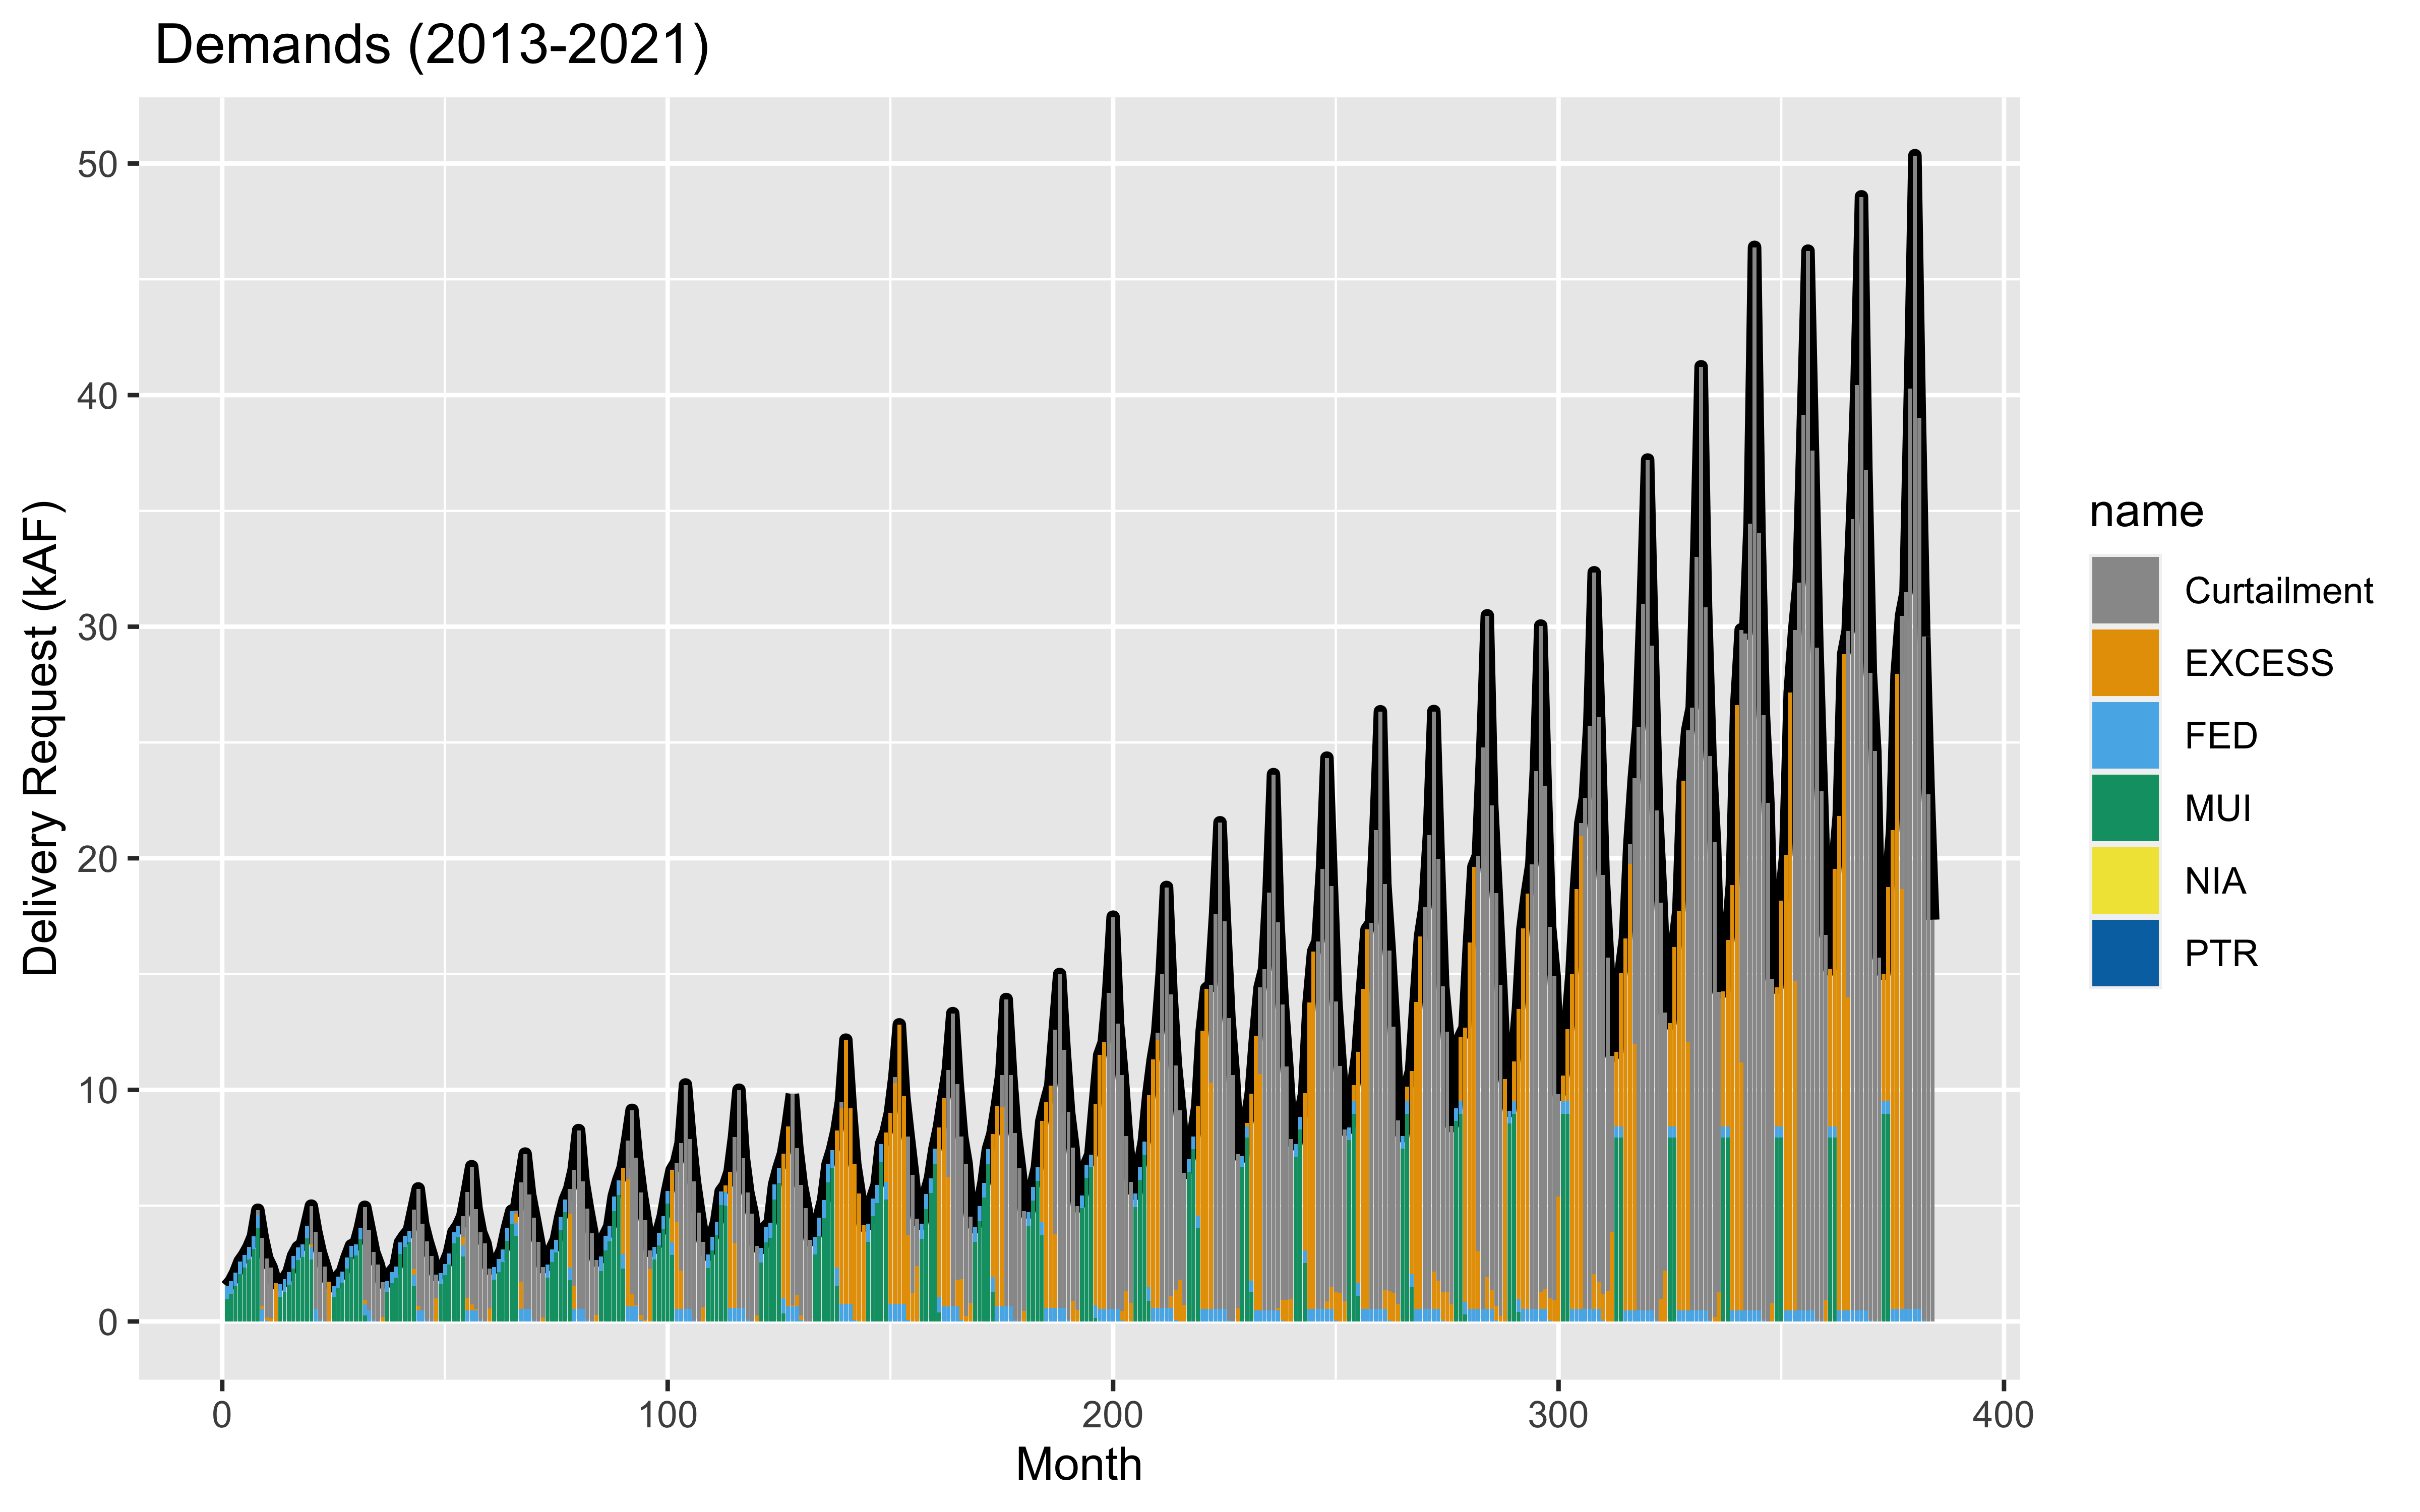 Demands (2013-2021)
Delivery Request (kAF)
50
40
30
20
10
0
0 100 200 300 400
Month
name
Curtailment
EXCESS
FED
MUI
NIA
PTR